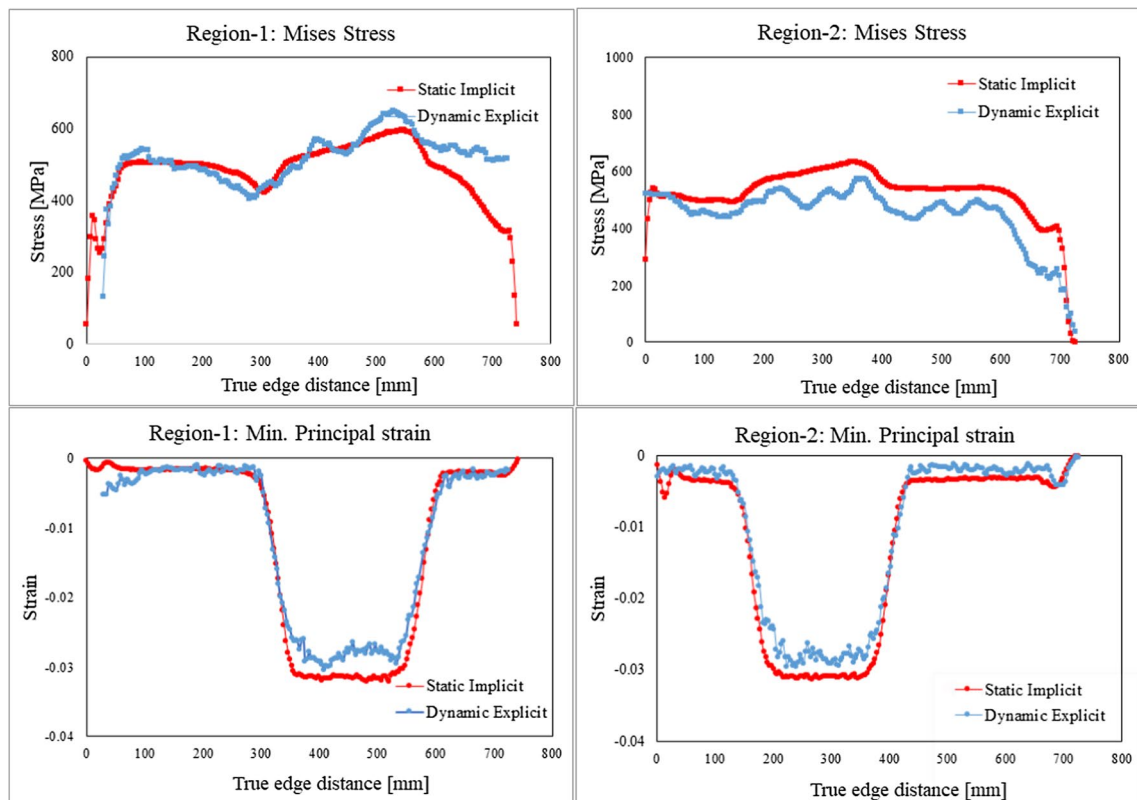 Region-1: Mises Stress
800
600
400
200
0
Stress [MPa]
Static Implicit
Dynamic Explicit
0 100 200 300 400 500 600 700 800
True edge distance [mm]
Region-2: Mises Stress
1000
800
600
400
200
0
Stress [MPa]
Static Implicit
Dynamic Explicit
0 100 200 300 400 500 600 700 800
True edge distance [mm]
Region-1: Min. Principal strain
0
-0.01
-0.02
-0.03
-0.04
Strain
Static Implicit
Dynamic Explicit
0 100 200 300 400 500 600 700 800
True edge distance [mm]
Region-2: Min. Principal strain
0
-0.01
-0.02
-0.03
-0.04
Strain
Static Implicit
Dynamic Explicit
0 100 200 300 400 500 600 700 800
True edge distance [mm]